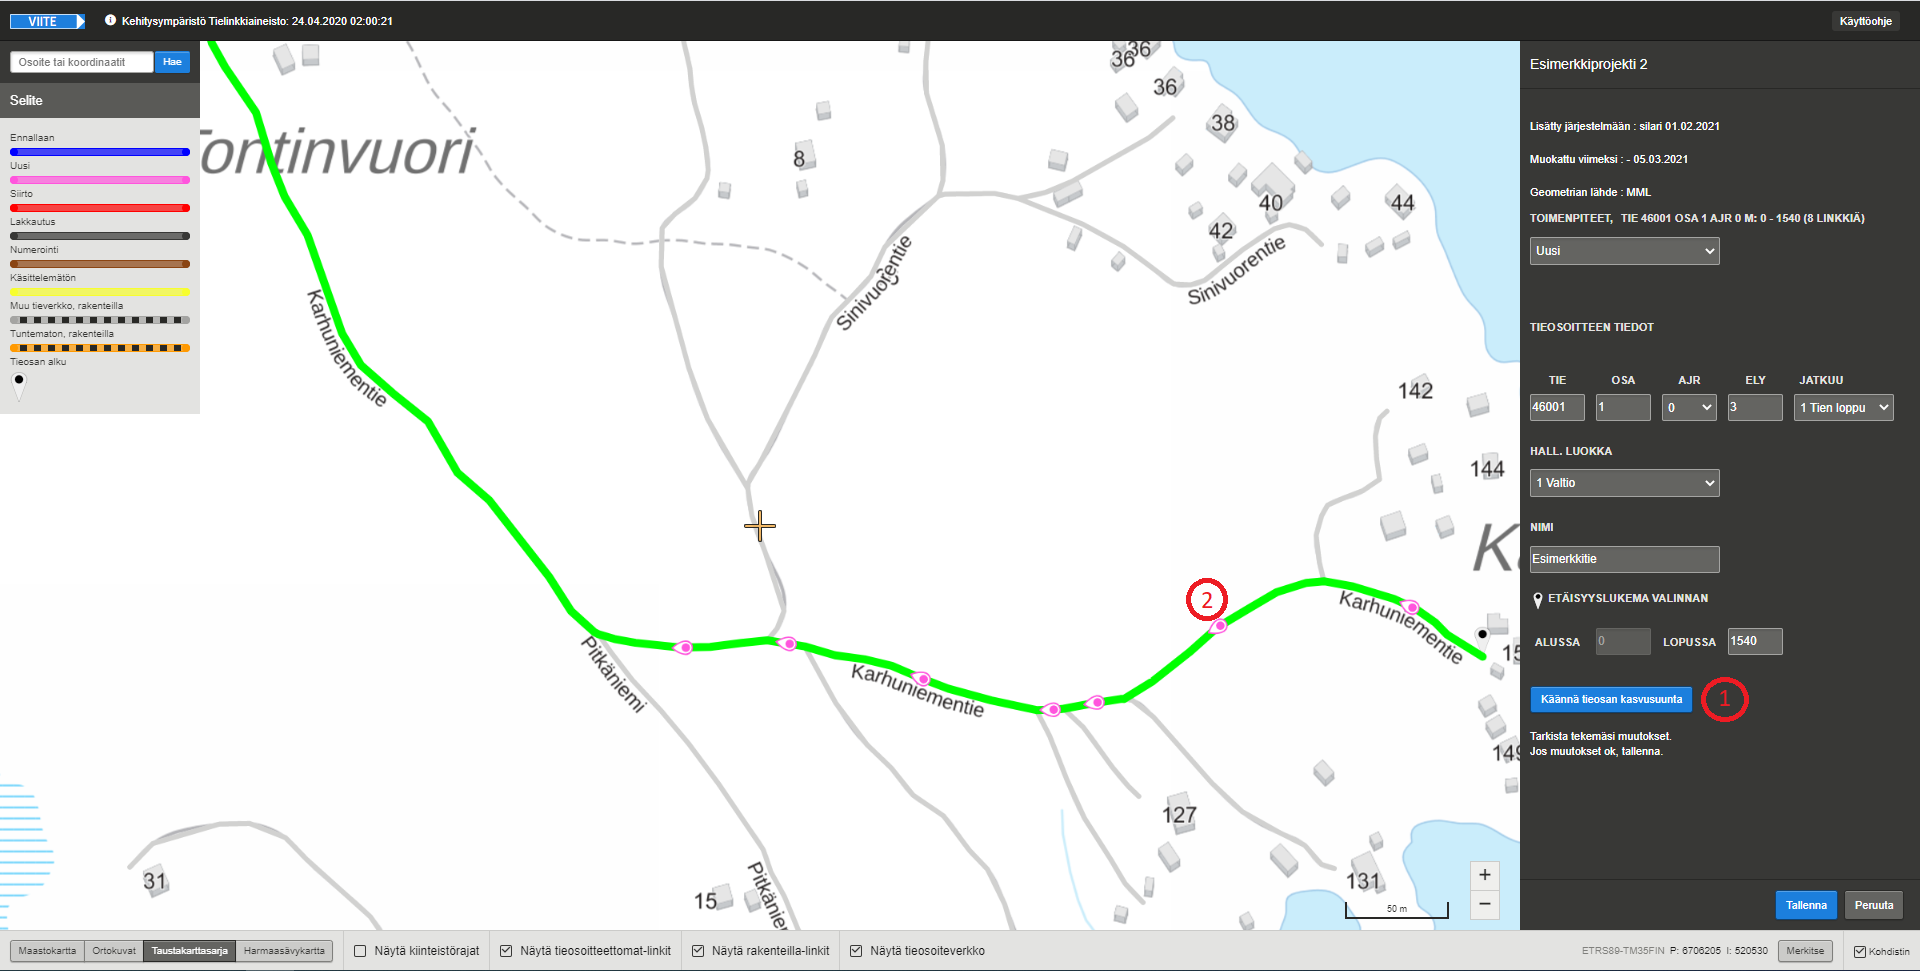 VIITE
Kehitysympäristö Tielinkkiaineisto: 24.04.2020 02:00:21
Käyttöohje
Osoite tai koordinaatit
Hae
Selite
Ennallaan
Uusi
Siirto
Lakkautus
Numerointi
Käsittelemätön
Muu tieverkko, rakenteilla
Tuntematon, rakenteilla
Tieosan alku
ontinvuori
8
36
36
36
38
40
42
44
Sinivuorentie
Sinivuorentie
Karhuniementie
142
144
2
Karhuniementie
15
Pitkäniemi
Karhuniementie
149
127
131
31
15
Pitkäniem
50 m
+
−
Esimerkkiprojekti 2
Lisätty järjestelmään : silari 01.02.2021
Muokattu viimeksi : - 05.03.2021
Geometrian lähde : MML
TOIMENPITEET, TIE 46001 OSA 1 AJR 0 M: 0 - 1540 (8 LINKKIÄ)
Uusi
TIEOSOITTEEN TIEDOT
TIE OSA AJR ELY JATKUU
46001 1 0 3 1 Tien loppu
HALL. LUOKKA
1 Valtio
NIMI
Esimerkkitie
ETÄISYYSLUKEMA VALINNAN
ALUSSA 0 LOPUSSA 1540
Käännä tieosan kasvusuunta 1
Tarkista tekemäsi muutokset.
Jos muutokset ok, tallenna.
Tallenna Peruuta
Maastokartta Ortokuvat Taustakarttasarja Harmaasävykartta
Näytä kiinteistörajat
Näytä tieosoitteettomat-linkit
Näytä rakenteilla-linkit
Näytä tieosoiteverkko
ETRS89-TM35FIN P: 6706205 I: 520530
Merkitse
Kohdistin